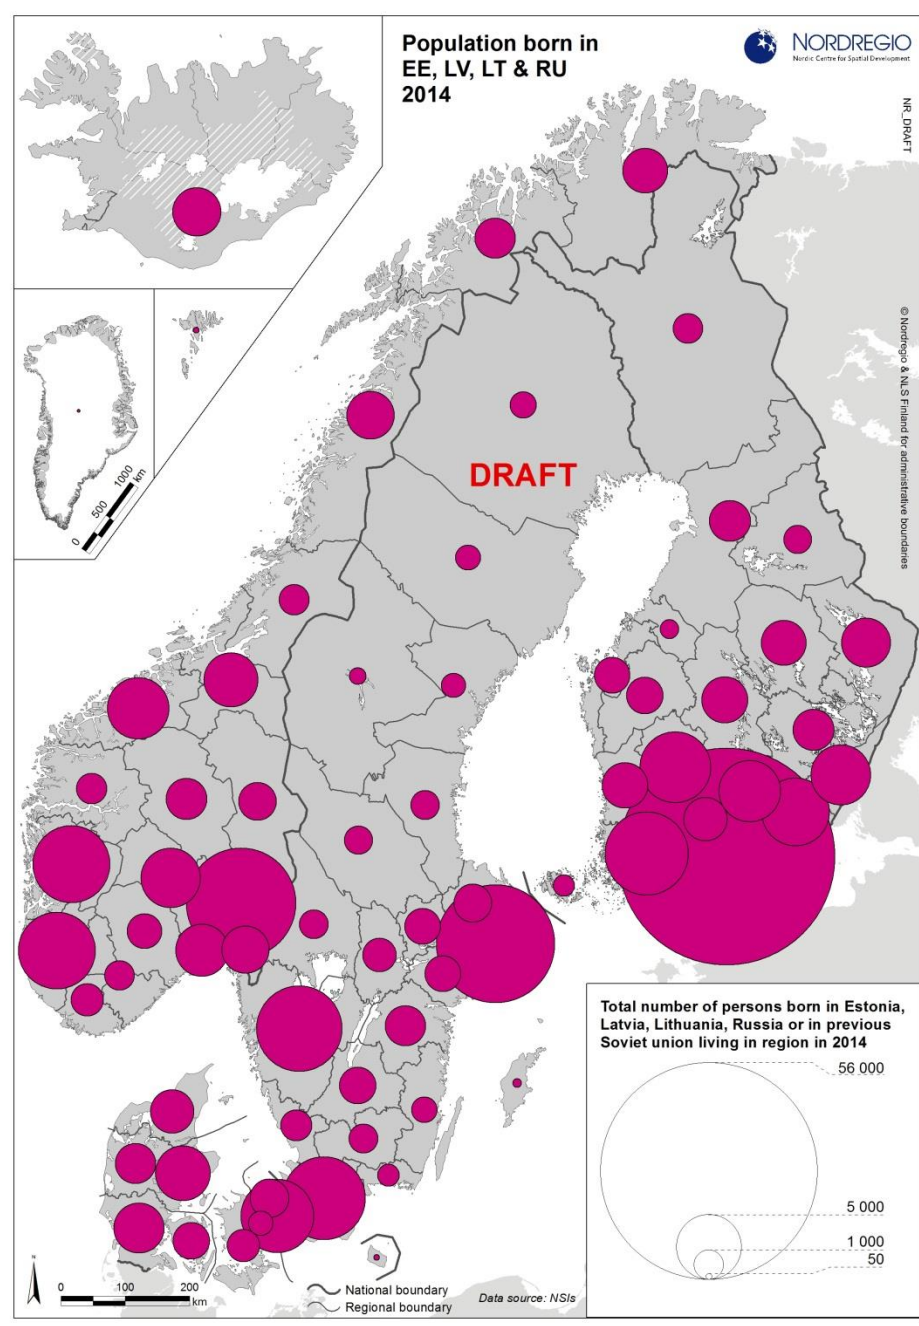 Population born in
EE, LV, LT & RU
2014
NORDREGIO
Nordic Centre for Spatial Development
NR_DRAFT
© Nordregio & NLS Finland for administrative boundaries
DRAFT
0 500 1000
km
Total number of persons born in Estonia,
Latvia, Lithuania, Russia or in previous
Soviet union living in region in 2014
56 000
5 000
1 000
50
N
0 100 200
km
National boundary
Regional boundary
Data source: NSIs